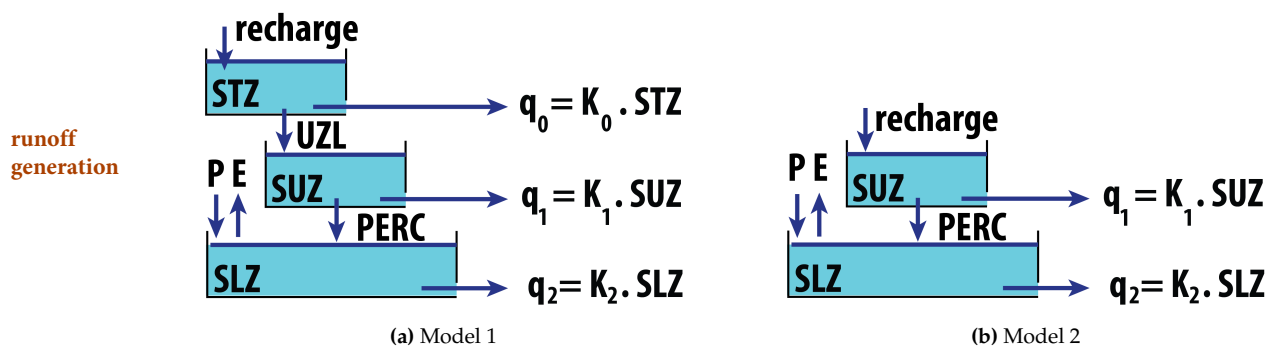 runoff
generation
recharge
STZ
q0 = K0 . STZ
UZL
P E
SUZ
q1 = K1 . SUZ
PERC
SLZ
q2 = K2 . SLZ
(a) Model 1
recharge
P E
SUZ
q1 = K1 . SUZ
PERC
SLZ
q2 = K2 . SLZ
(b) Model 2